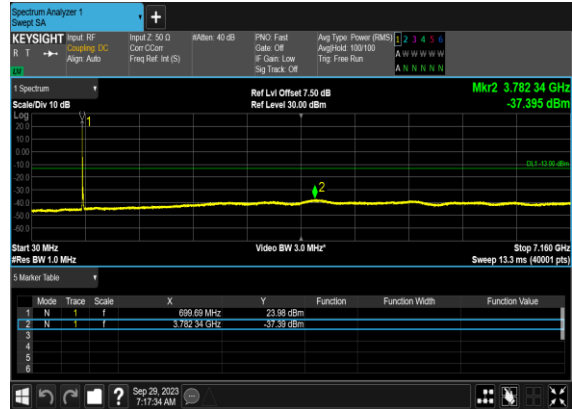 Spectrum Analyzer 1
Swept SA
KEYSIGHT
R T
Input: RF
Coupling: DC
Align: Auto
Input Z: 50 Ω
Corr CCorr
Freq Ref: Int (S)
#Atten: 40 dB
PNO: Fast
Gate: Off
IF Gain: Low
Sig Track: Off
Avg Type: Power (RMS)
Avg|Hold: 100/100
Trig: Free Run
1 2 3 4 5 6
A W W W W W
A N N N N N
1 Spectrum
Scale/Div 10 dB
Ref Lvl Offset 7.50 dB
Ref Level 30.00 dBm
Mkr2 3.782 34 GHz
-37.395 dBm
Log
20.0
10.0
0.00
-10.0
-20.0
-30.0
-40.0
-50.0
-60.0
1
2
DL1 -13.00 dBm
Start 30 MHz
#Res BW 1.0 MHz
Video BW 3.0 MHz*
Stop 7.160 GHz
Sweep 13.3 ms (40001 pts)
5 Marker Table
Mode Trace Scale X Y Function Function Width Function Value
1 N 1 f 699.69 MHz 23.98 dBm
2 N 1 f 3.782 34 GHz -37.39 dBm
3
4
5
6
?
Sep 29, 2023
7:17:34 AM